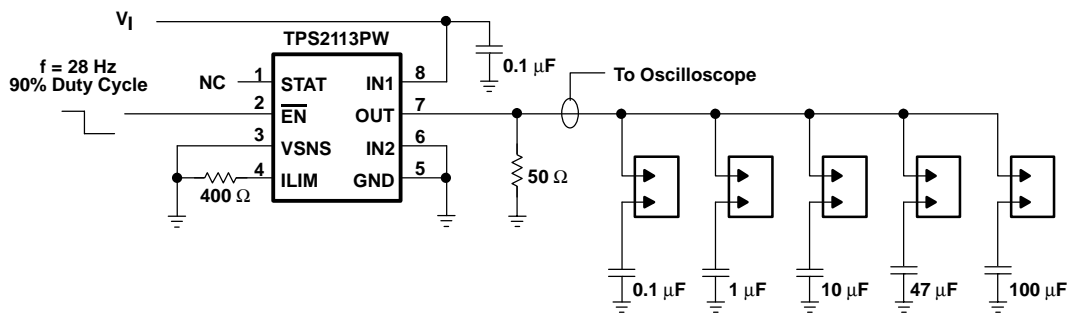 VI
TPS2113PW
0.1 μF
f = 28 Hz
90% Duty Cycle
NC
1
STAT
IN1
8
To Oscilloscope
2
EN
OUT
7
3
VSNS
IN2
6
4
ILIM
GND
5
400 Ω
50 Ω
0.1 μF
1 μF
10 μF
47 μF
100 μF